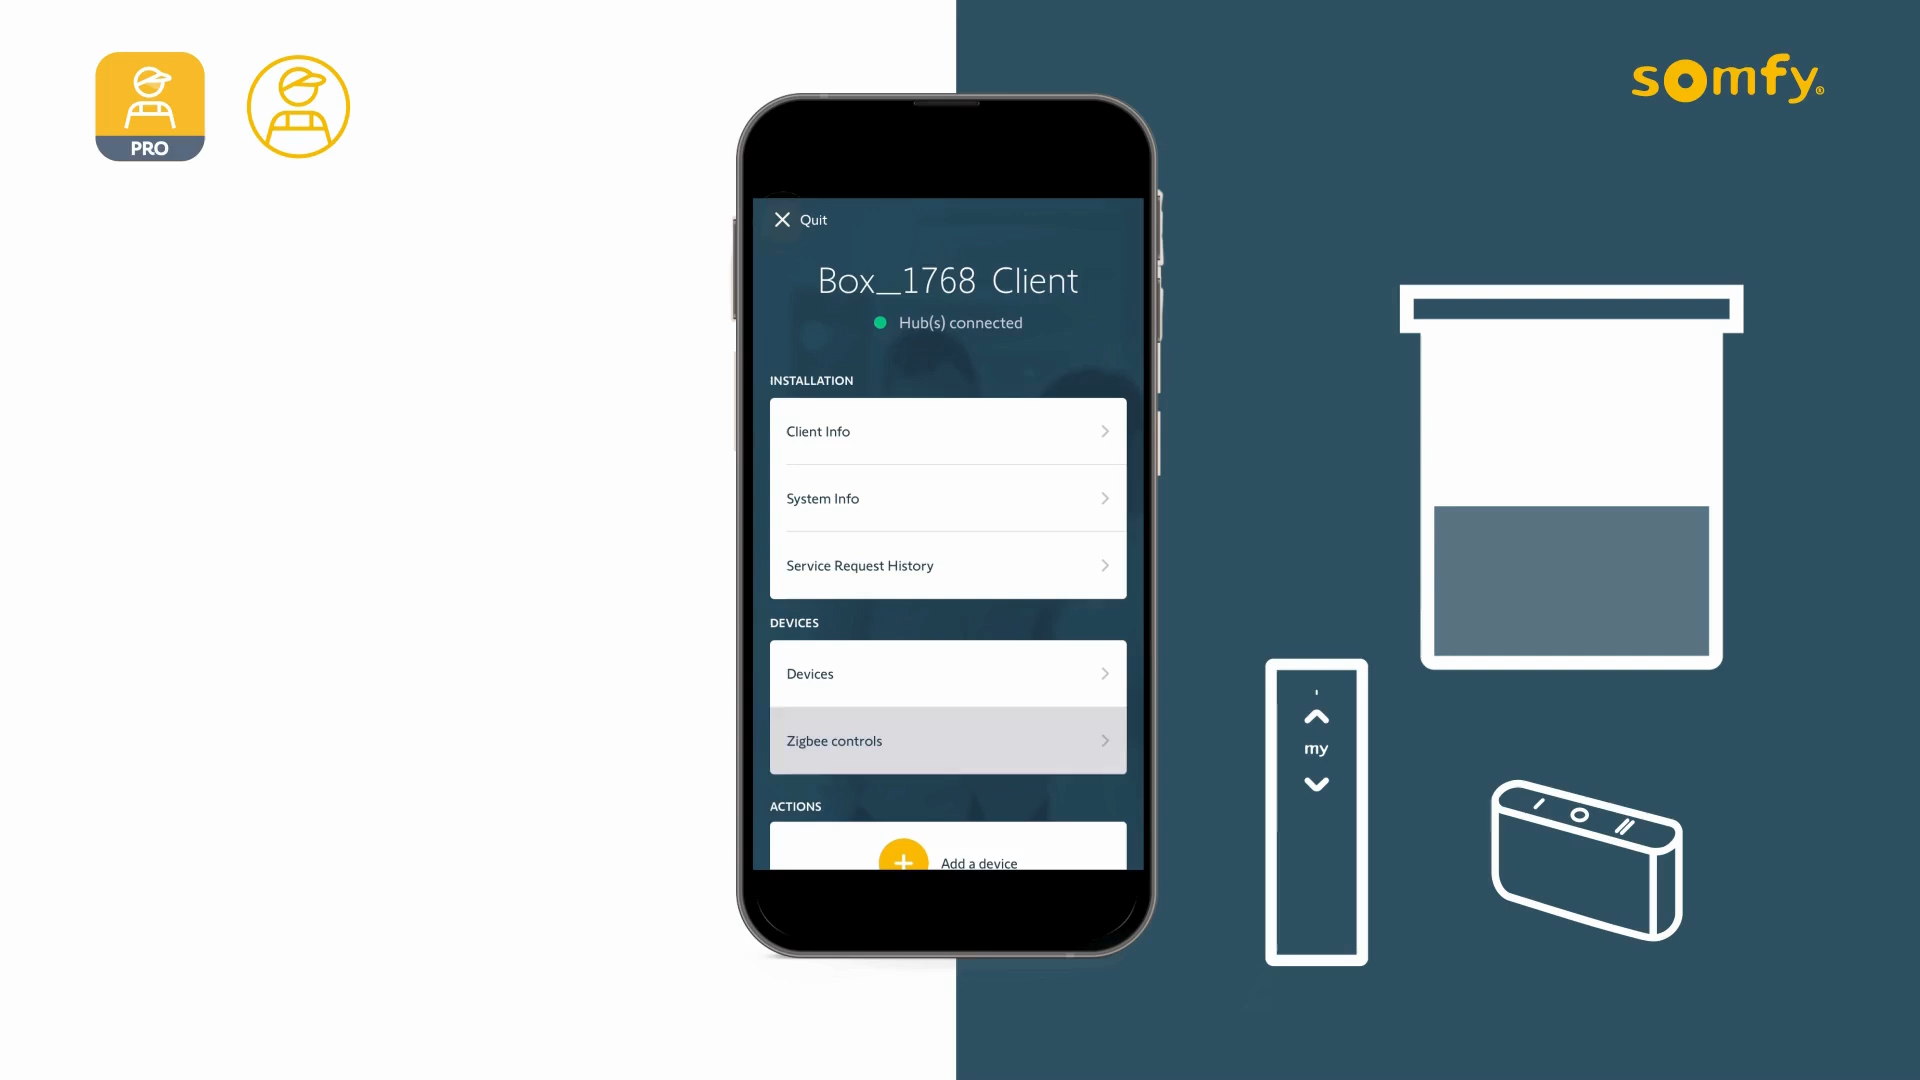 PRO
somfy®
Quit
Box_1768 Client
Hub(s) connected
INSTALLATION
Client Info
System Info
Service Request History
DEVICES
Devices
Zigbee controls
ACTIONS
Add a device
my